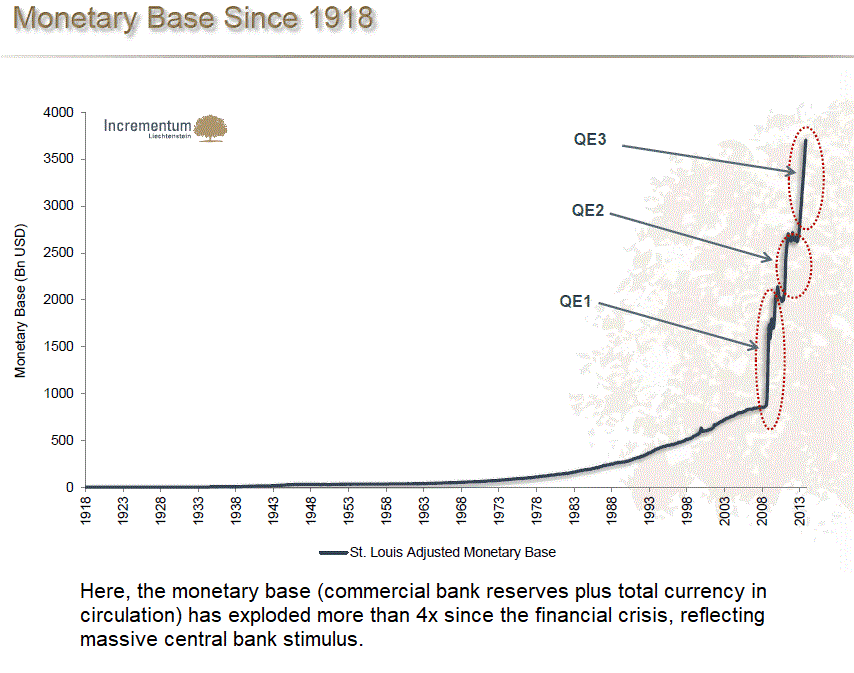 Monetary Base Since 1918
4000
Incrementum
Liechtenstein
QE3
3500
3000
QE2
2500
2000
QE1
1500
1000
500
0
Monetary Base (Bn USD)
1918 1923 1928 1933 1938 1943 1948 1953 1958 1963 1968 1973 1978 1983 1988 1993 1998 2003 2008 2013
St. Louis Adjusted Monetary Base
Here, the monetary base (commercial bank reserves plus total currency in
circulation) has exploded more than 4x since the financial crisis, reflecting
massive central bank stimulus.